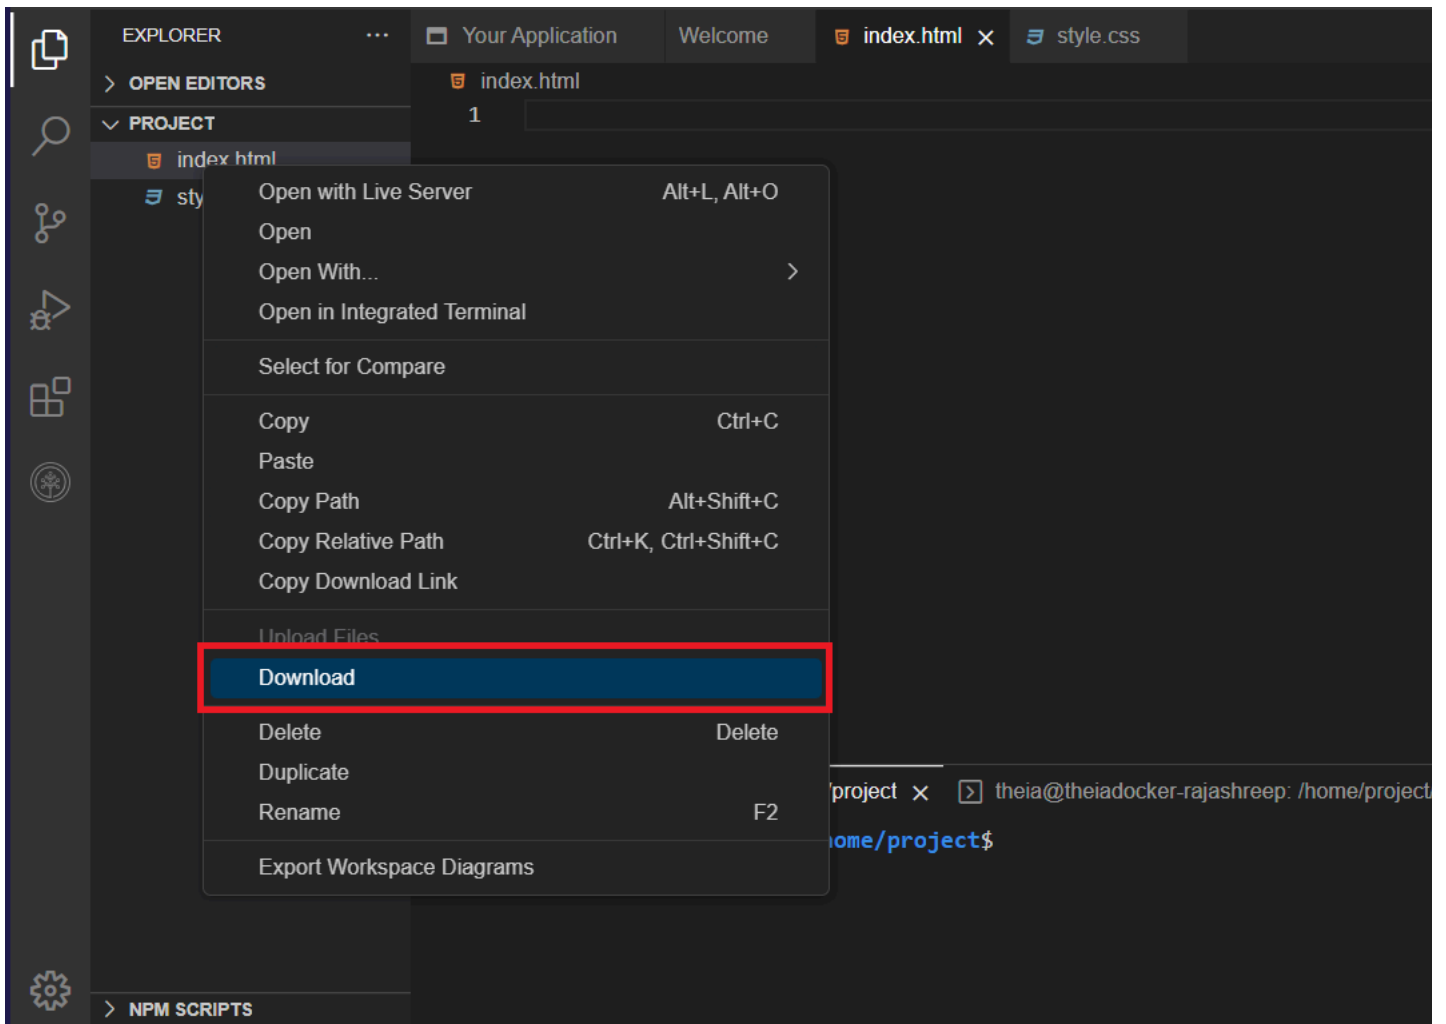 EXPLORER
Your Application
Welcome
index.html
style.css
OPEN EDITORS
index.html
PROJECT
1
index.html
sty
Open with Live Server Alt+L, Alt+O
Open
Open With...
Open in Integrated Terminal
Select for Compare
Copy Ctrl+C
Paste
Copy Path Alt+Shift+C
Copy Relative Path Ctrl+K, Ctrl+Shift+C
Copy Download Link
Upload Files
Download
Delete Delete
Duplicate
/project theia@theiadocker-rajashreep: /home/project/
Rename F2
home/project$
Export Workspace Diagrams
NPM SCRIPTS